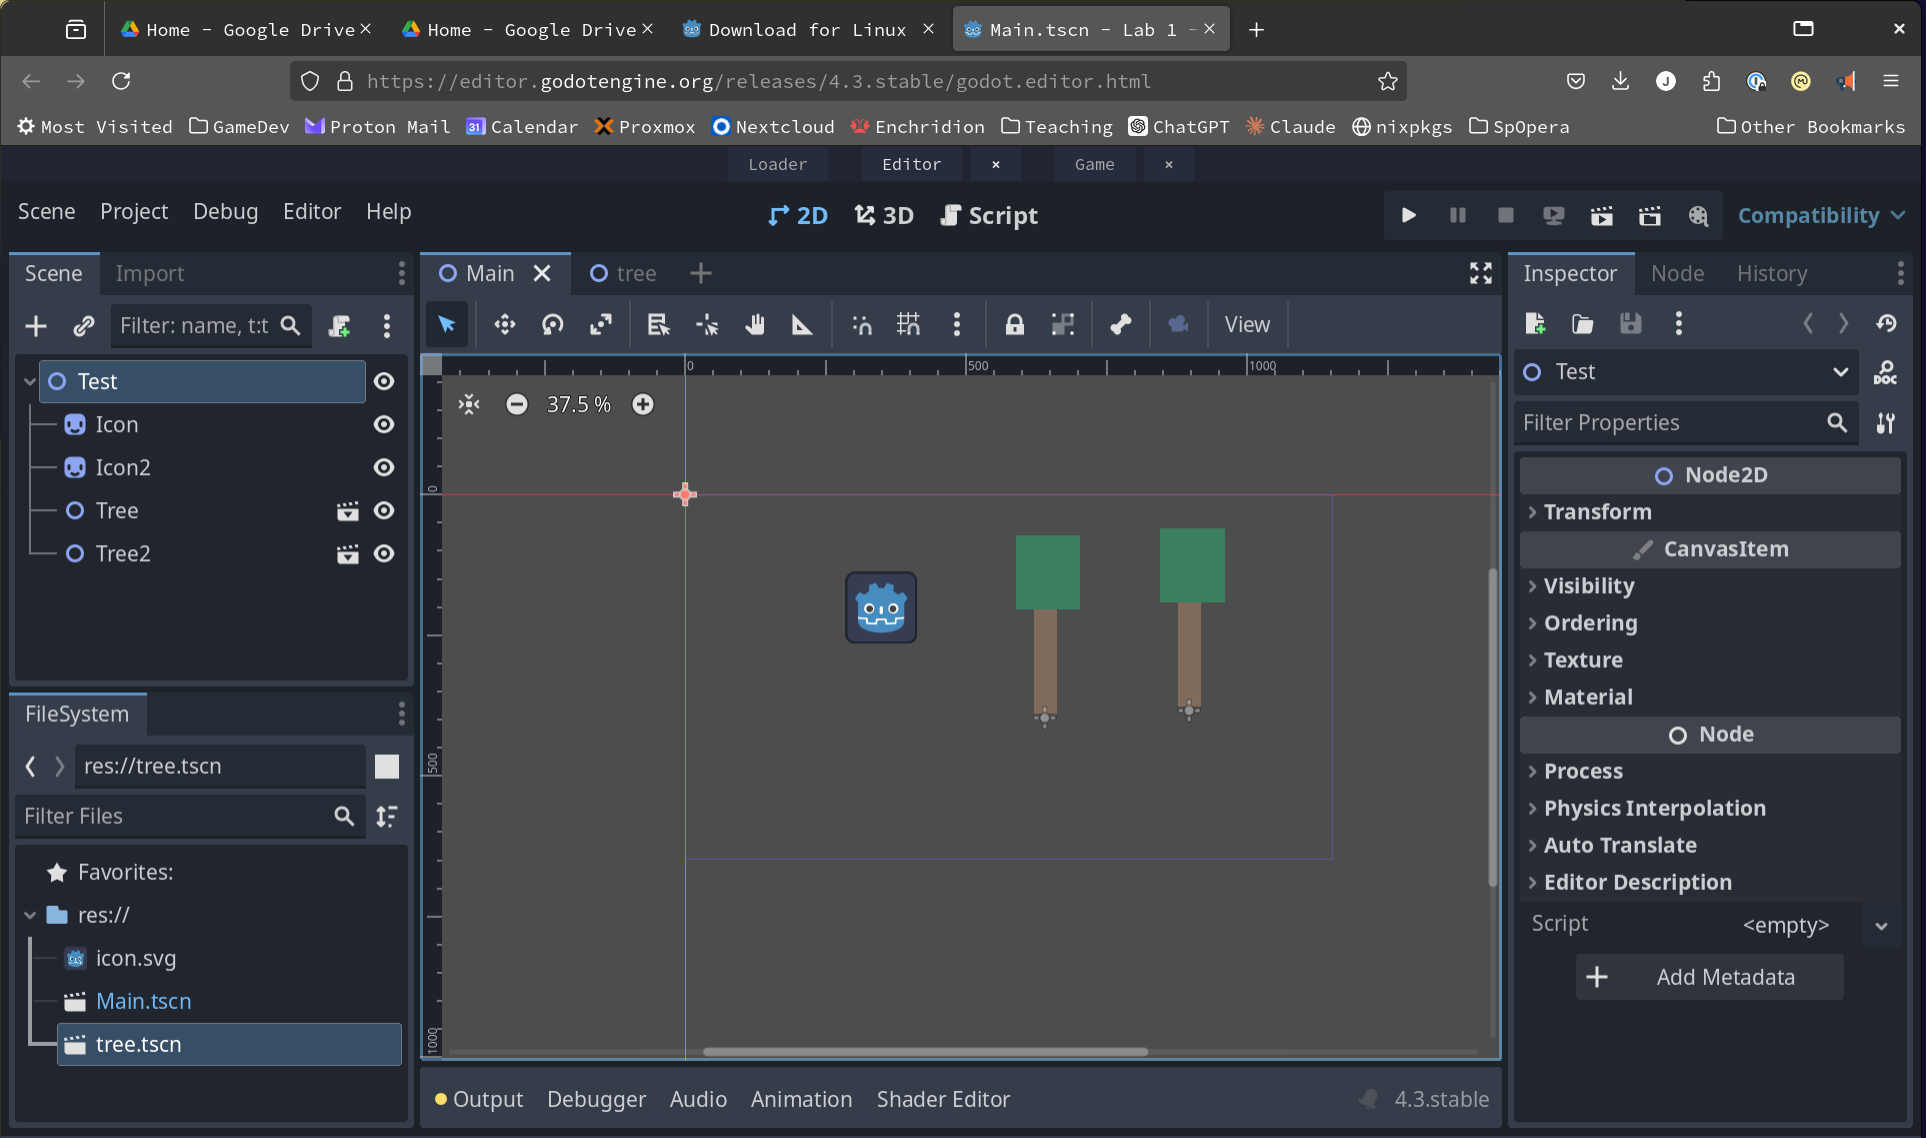 Home - Google Drive
Home - Google Drive
Download for Linux
Main.tscn - Lab 1 -
https://editor.godotengine.org/releases/4.3.stable/godot.editor.html
Most Visited
GameDev
Proton Mail
31 Calendar
Proxmox
Nextcloud
Enchridion
Teaching
ChatGPT
Claude
nixpkgs
SpOpera
Other Bookmarks
Loader
Editor ×
Game ×
Scene Project Debug Editor Help
2D 3D Script
Compatibility
Scene Import
Filter: name, t:t
Test
Icon
Icon2
Tree
Tree2
FileSystem
res://tree.tscn
Filter Files
Favorites:
res://
icon.svg
Main.tscn
tree.tscn
Main tree
View
0 500 1000
37.5 %
0
500
1000
Output Debugger Audio Animation Shader Editor 4.3.stable
Inspector Node History
Test
DOC
Filter Properties
Node2D
Transform
CanvasItem
Visibility
Ordering
Texture
Material
Node
Process
Physics Interpolation
Auto Translate
Editor Description
Script <empty>
Add Metadata